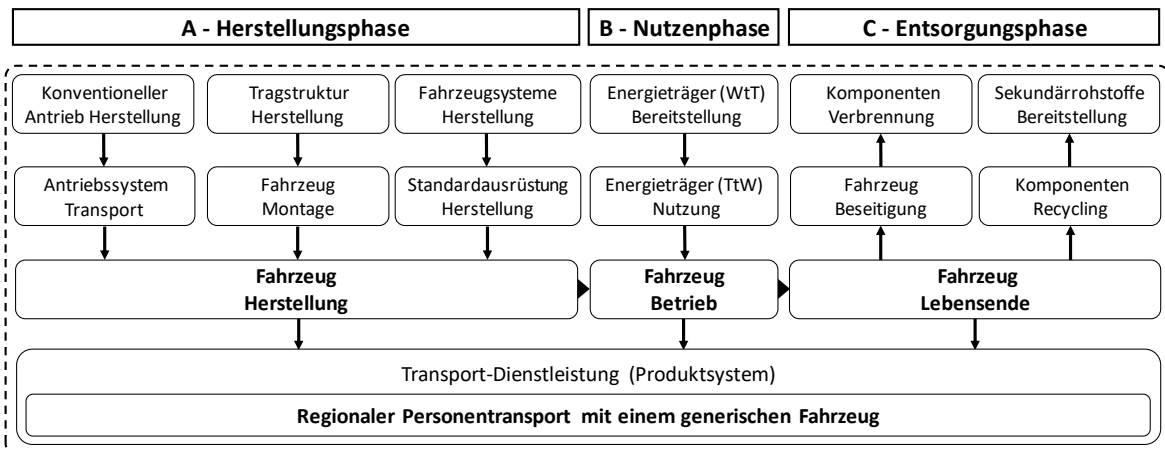 A - Herstellungsphase
B - Nutzenphase
C - Entsorgungsphase
Konventioneller
Antrieb Herstellung
Tragstruktur
Herstellung
Fahrzeugsysteme
Herstellung
Energieträger (WtT)
Bereitstellung
Komponenten
Verbrennung
Sekundärrohstoffe
Bereitstellung
Antriebssystem
Transport
Fahrzeug
Montage
Standardausrüstung
Herstellung
Energieträger (TtW)
Nutzung
Fahrzeug
Beseitigung
Komponenten
Recycling
Fahrzeug
Herstellung
Fahrzeug
Betrieb
Fahrzeug
Lebensende
Transport-Dienstleistung (Produktsystem)
Regionaler Personentransport mit einem generischen Fahrzeug